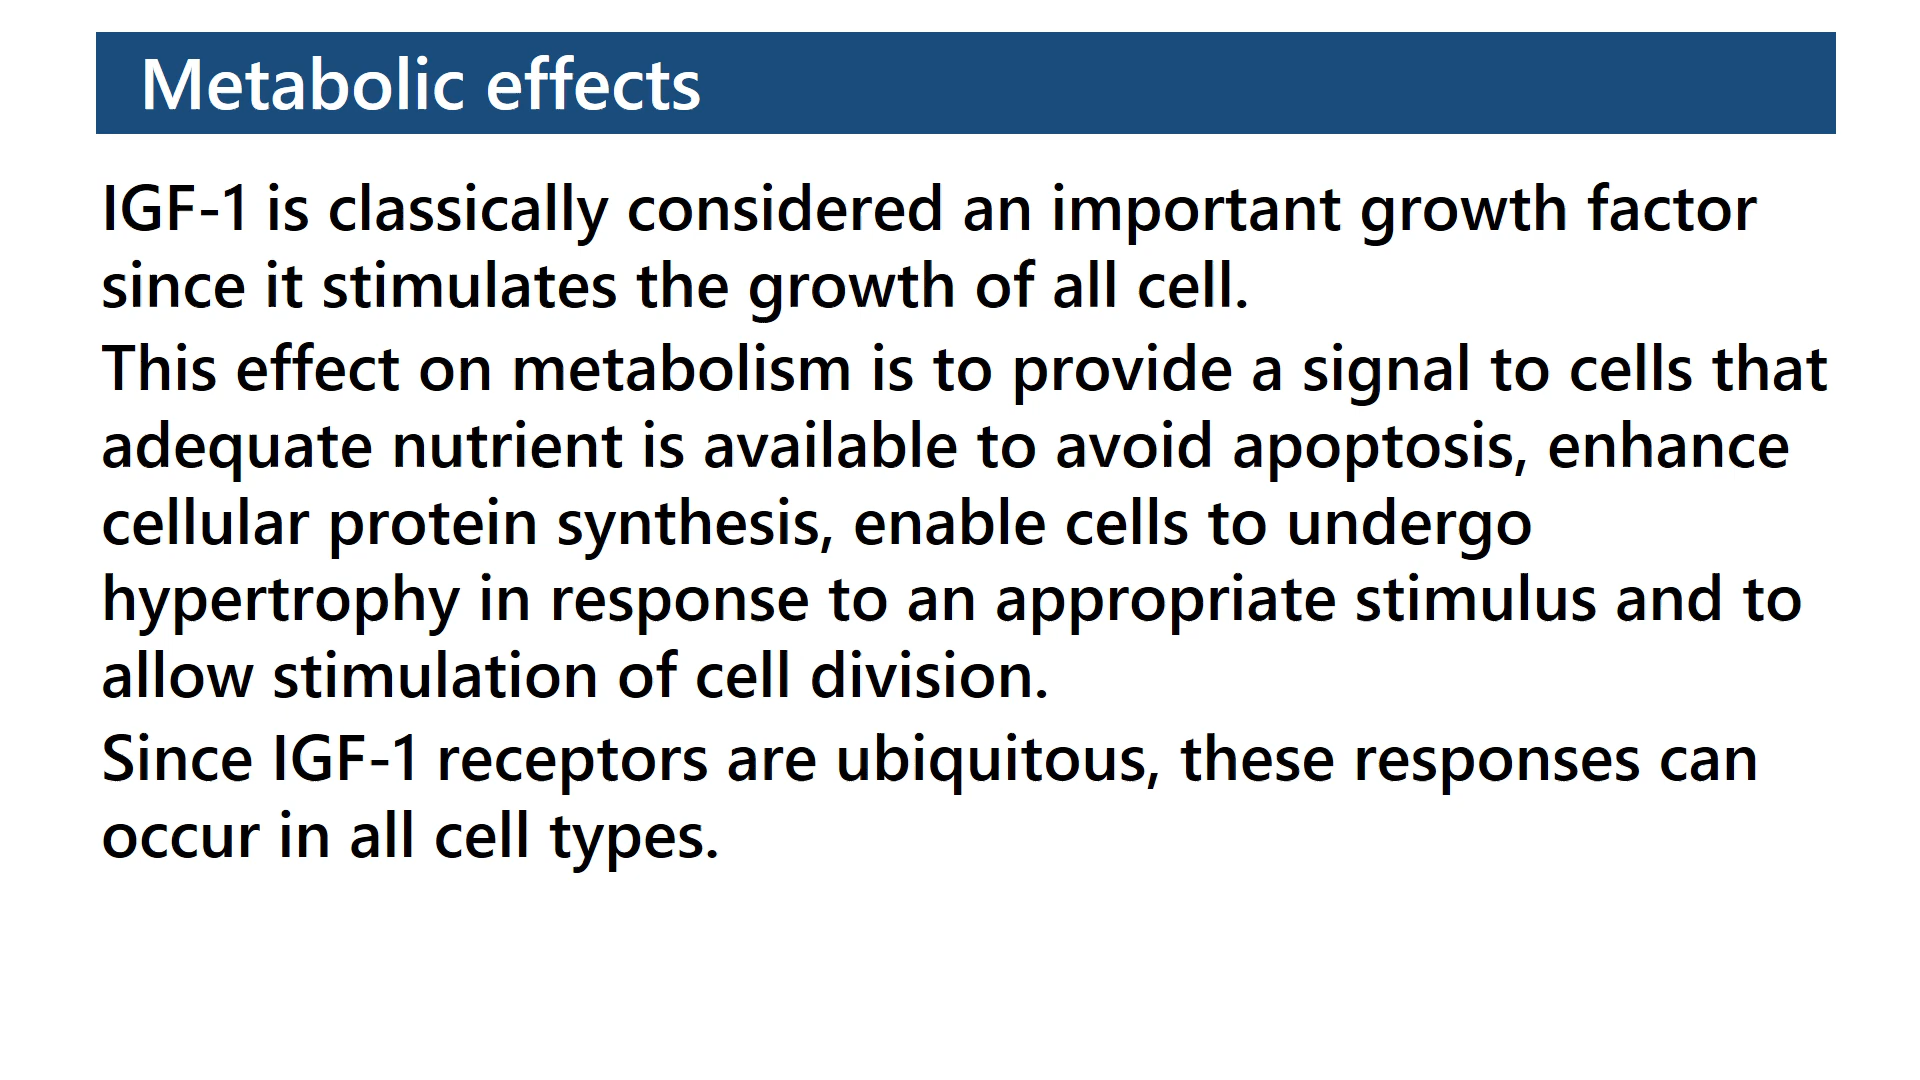 Metabolic effects
IGF-1 is classically considered an important growth factor
since it stimulates the growth of all cell.
This effect on metabolism is to provide a signal to cells that
adequate nutrient is available to avoid apoptosis, enhance
cellular protein synthesis, enable cells to undergo
hypertrophy in response to an appropriate stimulus and to
allow stimulation of cell division.
Since IGF-1 receptors are ubiquitous, these responses can
occur in all cell types.